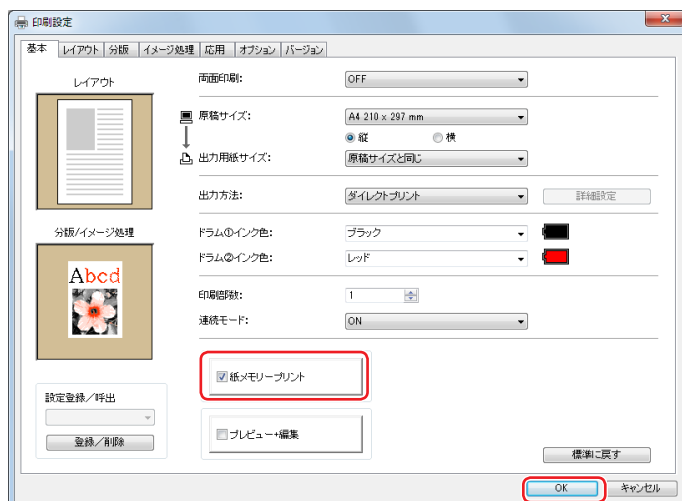 印刷設定
基本 レイアウト 分版 イメージ処理 応用 オプション バージョン
レイアウト
両面印刷: OFF
原稿サイズ: A4 210 x 297 mm
縦 横
出力用紙サイズ: 原稿サイズと同じ
出力方法: ダイレクトプリント 詳細設定
分版/イメージ処理
ドラム①インク色: ブラック
ドラム②インク色: レッド
Abcd
印刷部数: 1
連続モード: ON
紙メモリープリント
設定登録/呼出
登録/削除
プレビュー+編集
標準に戻す
OK キャンセル